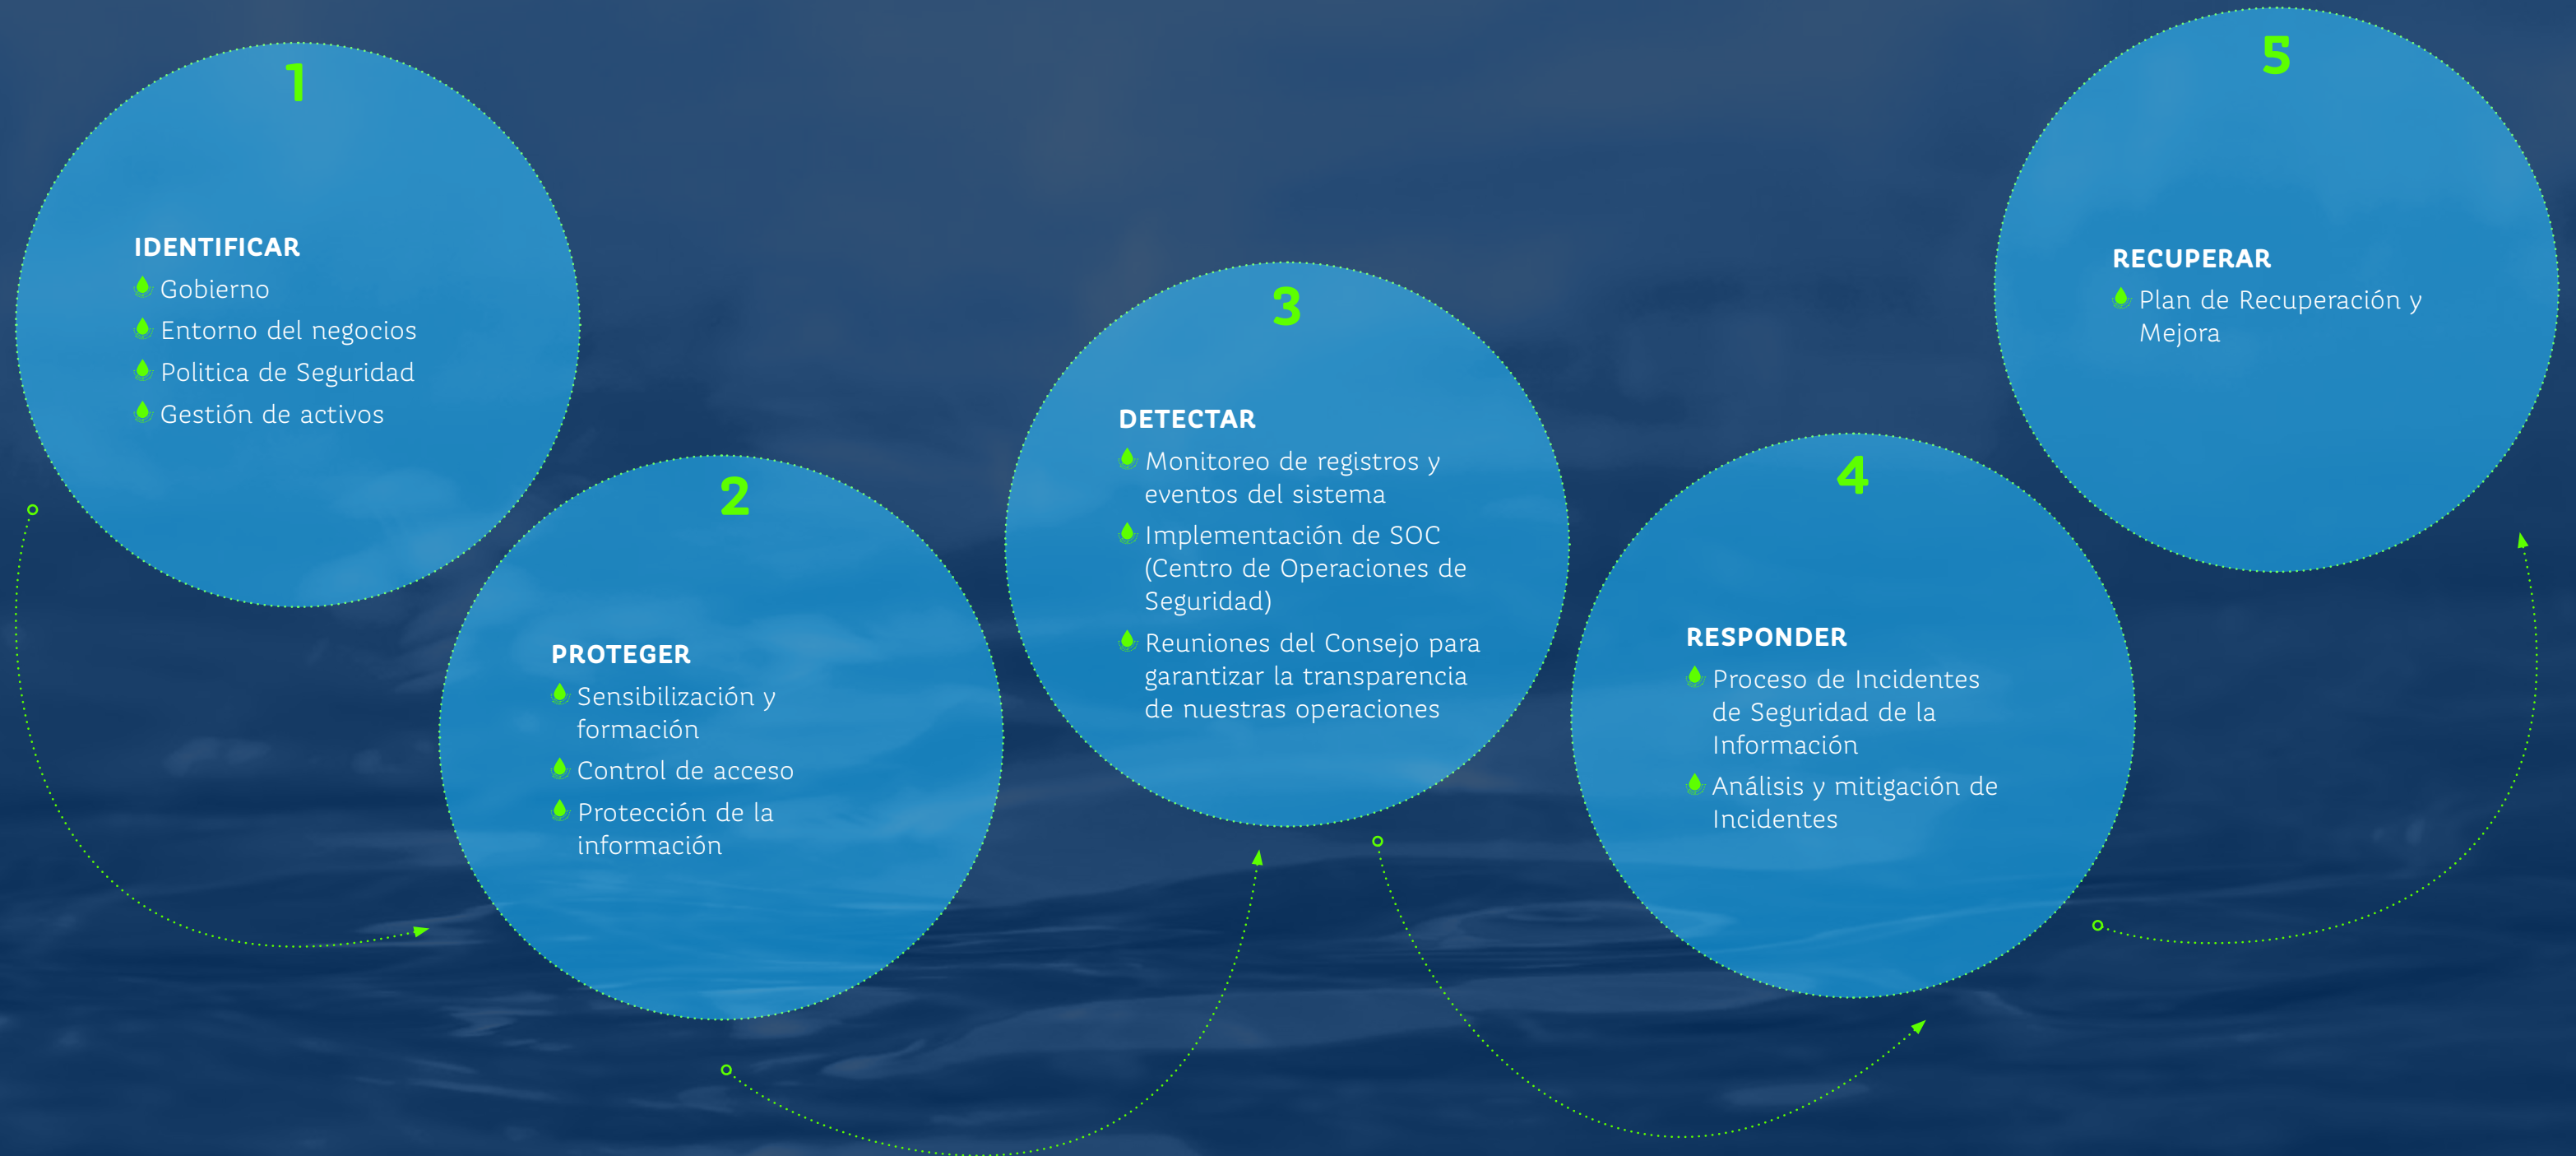 1
IDENTIFICAR
Gobierno
Entorno del negocios
Politica de Seguridad
Gestión de activos
2
PROTEGER
Sensibilización y
formación
Control de acceso
Protección de la
información
3
DETECTAR
Monitoreo de registros y
eventos del sistema
Implementación de SOC
(Centro de Operaciones de
Seguridad)
Reuniones del Consejo para
garantizar la transparencia
de nuestras operaciones
4
RESPONDER
Proceso de Incidentes
de Seguridad de la
Información
Análisis y mitigación de
Incidentes
5
RECUPERAR
Plan de Recuperación y
Mejora